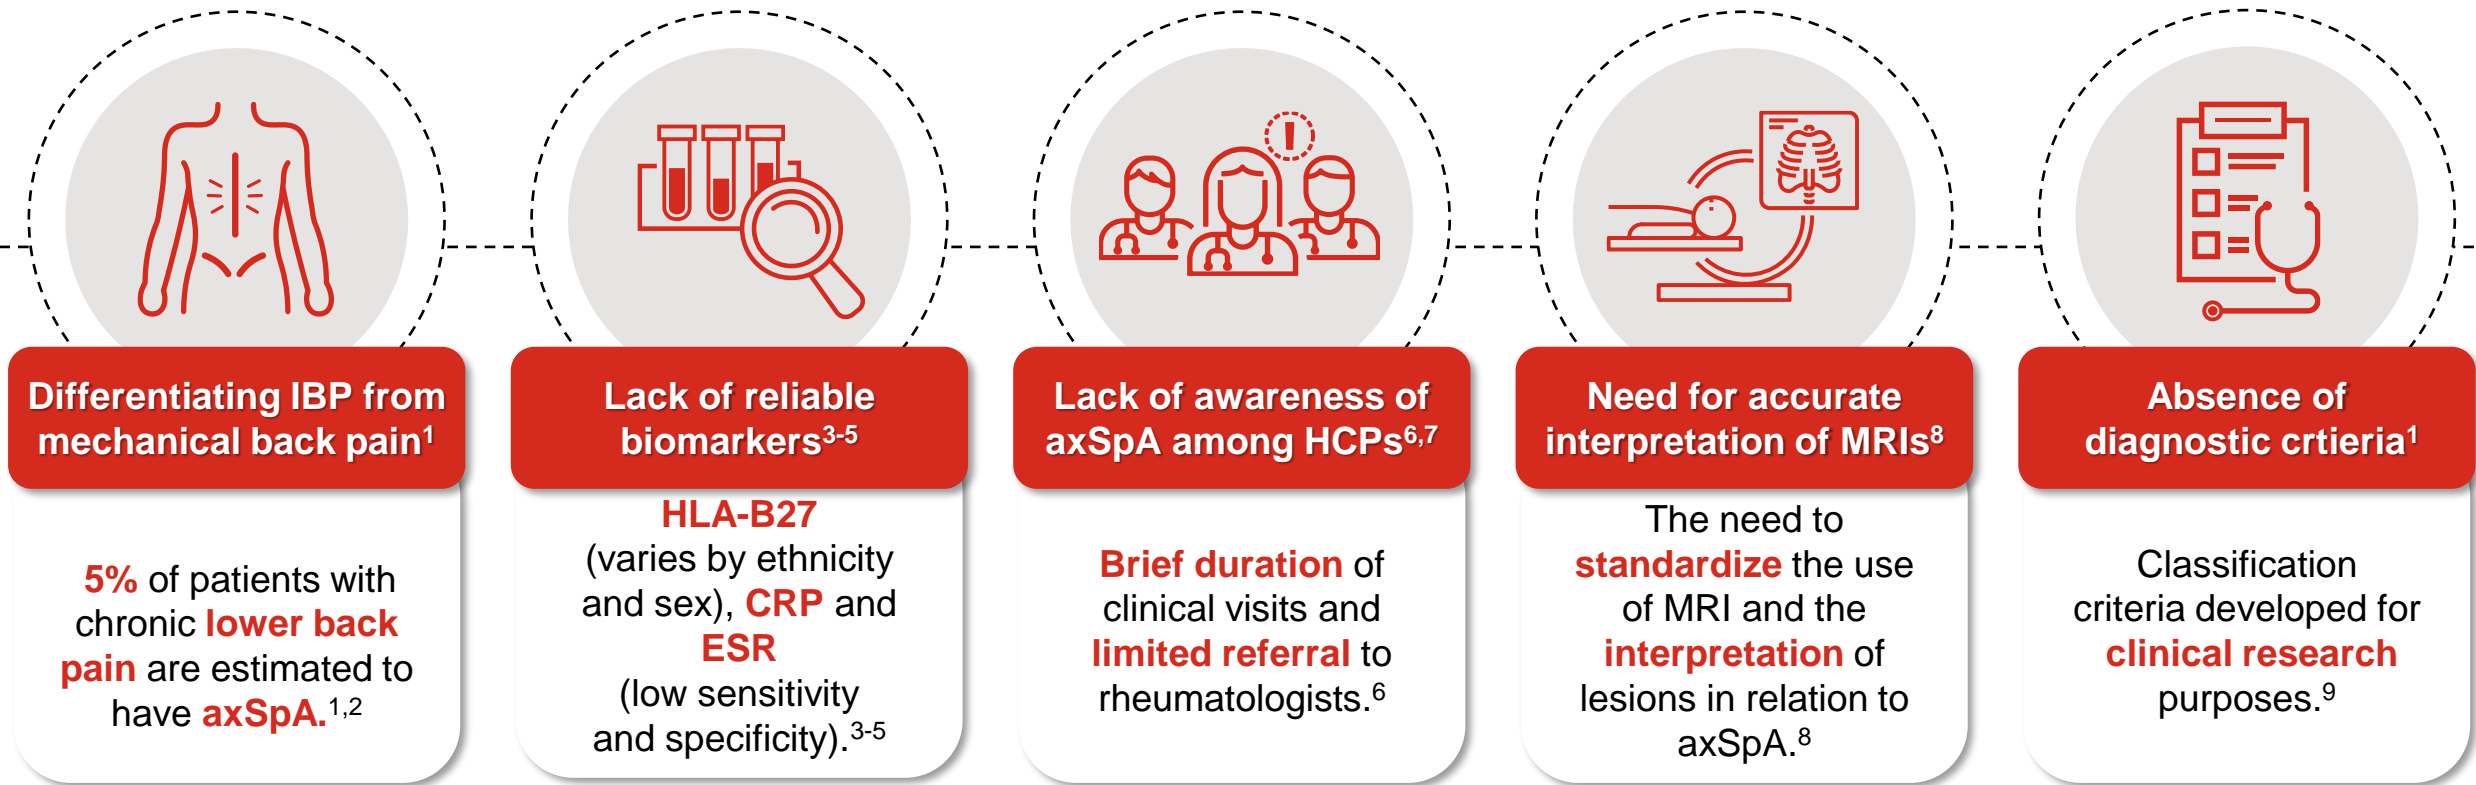 Differentiating IBP from
mechanical back pain1
5% of patients with
chronic lower back
pain are estimated to
have axSpA.1,2
Lack of reliable
biomarkers3-5
HLA-B27
(varies by ethnicity
and sex), CRP and
ESR
(low sensitivity
and specificity).3-5
Lack of awareness of
axSpA among HCPs6,7
Brief duration of
clinical visits and
limited referral to
rheumatologists.6
Need for accurate
interpretation of MRIs8
The need to
standardize the use
of MRI and the
interpretation of
lesions in relation to
axSpA.8
Absence of
diagnostic crtieria1
Classification
criteria developed for
clinical research
purposes.9